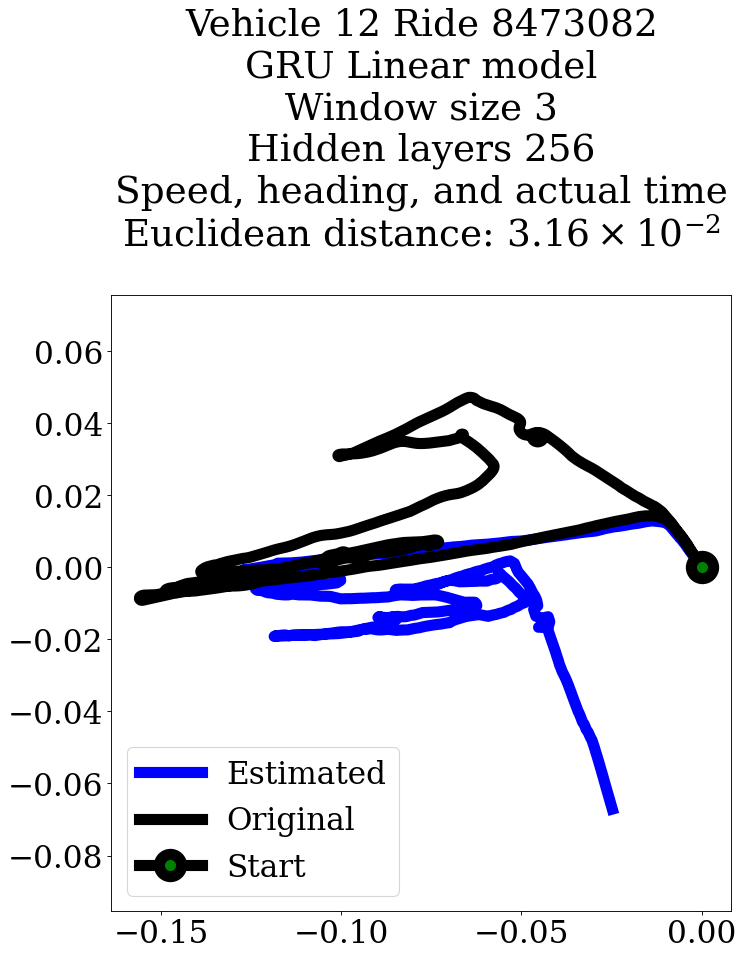 Vehicle 12 Ride 8473082
GRU Linear model
Window size 3
Hidden layers 256
Speed, heading, and actual time
Euclidean distance: 3.16 × 10⁻²
0.06
0.04
0.02
0.00
−0.02
−0.04
−0.06
−0.08
Estimated
Original
Start
−0.15 −0.10 −0.05 0.00